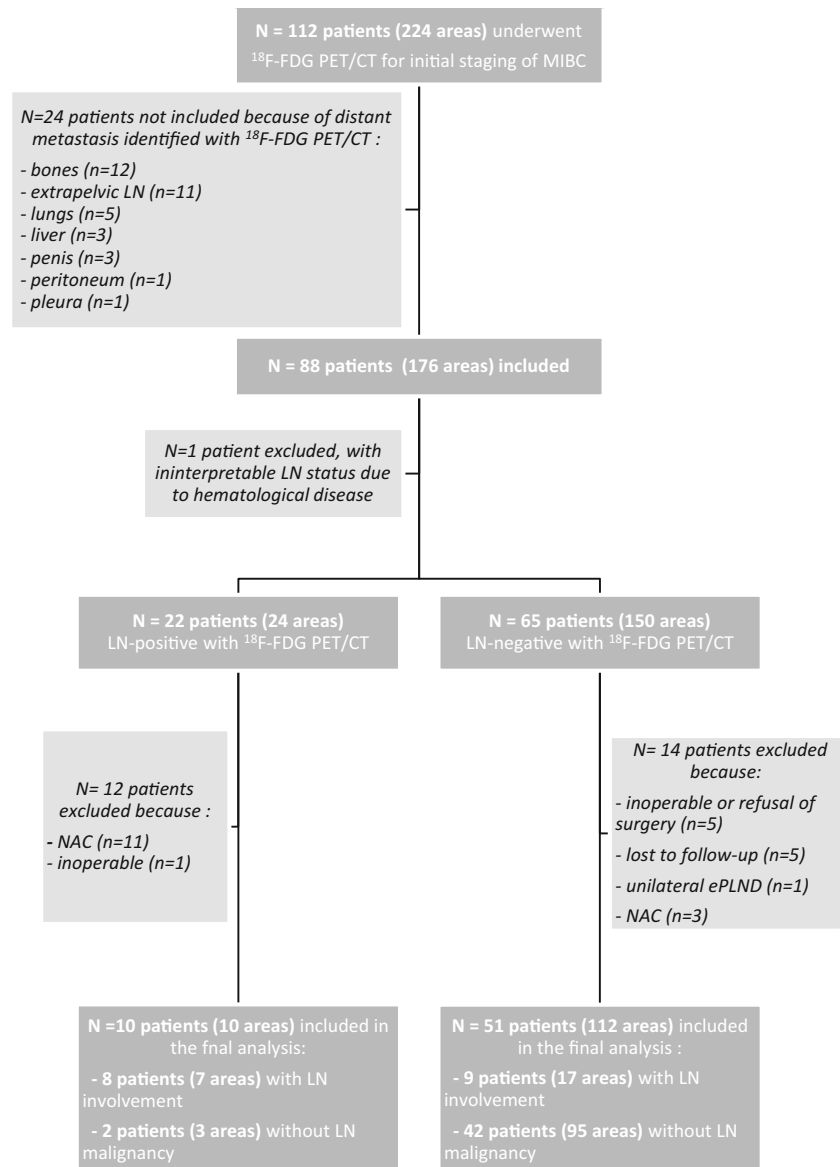 N = 112 patients (224 areas) underwent
¹⁸F-FDG PET/CT for initial staging of MIBC
N=24 patients not included because of distant
metastasis identified with ¹⁸F-FDG PET/CT :
- bones (n=12)
- extrapelvic LN (n=11)
- lungs (n=5)
- liver (n=3)
- penis (n=3)
- peritoneum (n=1)
- pleura (n=1)
N = 88 patients (176 areas) included
N=1 patient excluded, with
ininterpretable LN status due
to hematological disease
N = 22 patients (24 areas)
LN-positive with ¹⁸F-FDG PET/CT
N = 65 patients (150 areas)
LN-negative with ¹⁸F-FDG PET/CT
N= 12 patients
excluded because :
- NAC (n=11)
- inoperable (n=1)
N= 14 patients excluded
because:
- inoperable or refusal of
surgery (n=5)
- lost to follow-up (n=5)
- unilateral ePLND (n=1)
- NAC (n=3)
N =10 patients (10 areas) included in
the fnal analysis:
- 8 patients (7 areas) with LN
involvement
- 2 patients (3 areas) without LN
malignancy
N = 51 patients (112 areas) included
in the final analysis :
- 9 patients (17 areas) with LN
involvement
- 42 patients (95 areas) without LN
malignancy